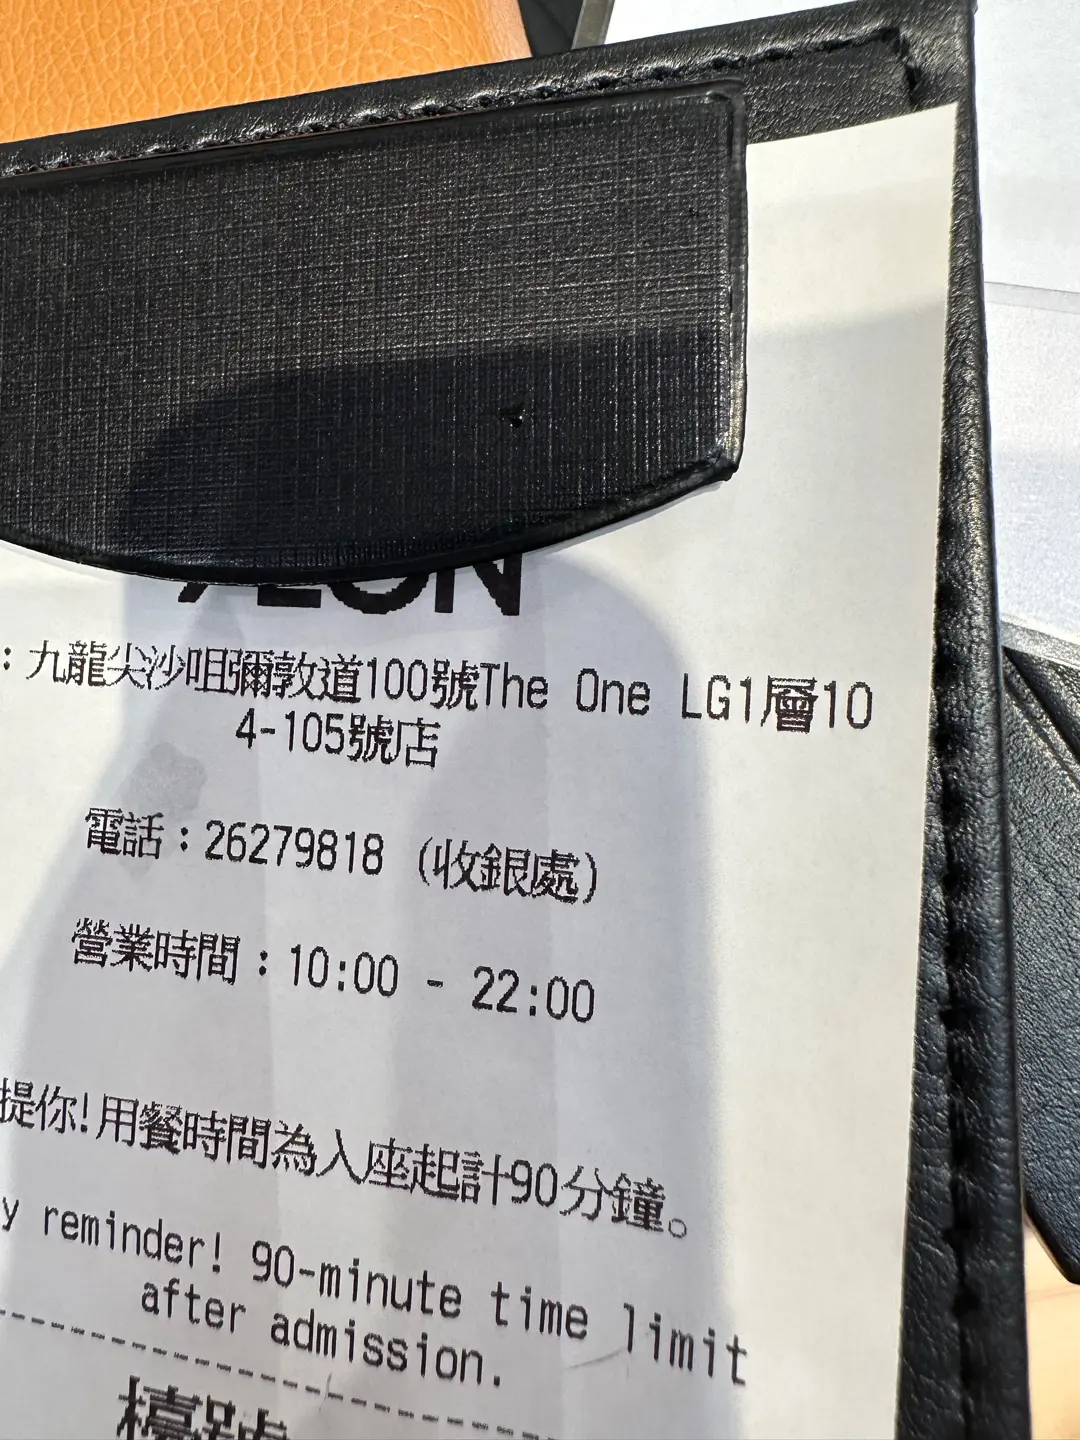 ÆON
: 九龍尖沙咀彌敦道100號The One LG1層10
4-105號店
電話：26279818 (收銀處)
營業時間：10:00 - 22:00
提你!用餐時間為入座起計90分鐘。
y reminder! 90-minute time limit
after admission.
檯號